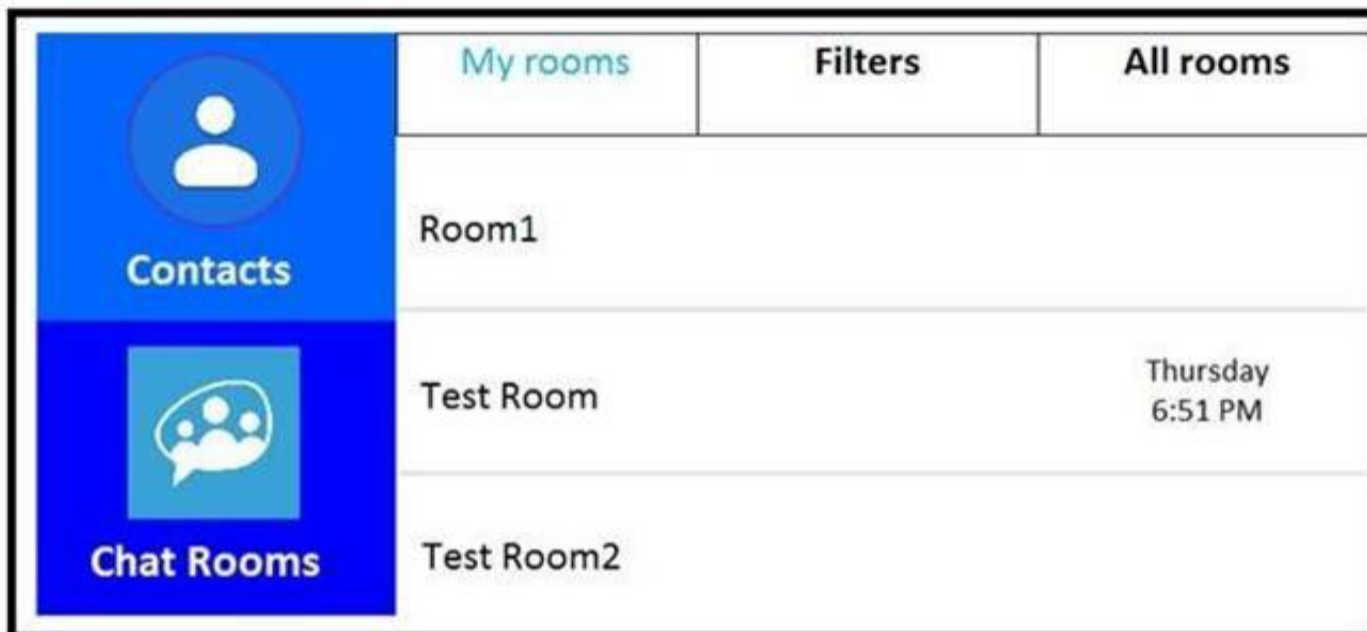 My rooms
Filters
All rooms
Contacts
Room1
Test Room
Thursday
6:51 PM
Chat Rooms
Test Room2